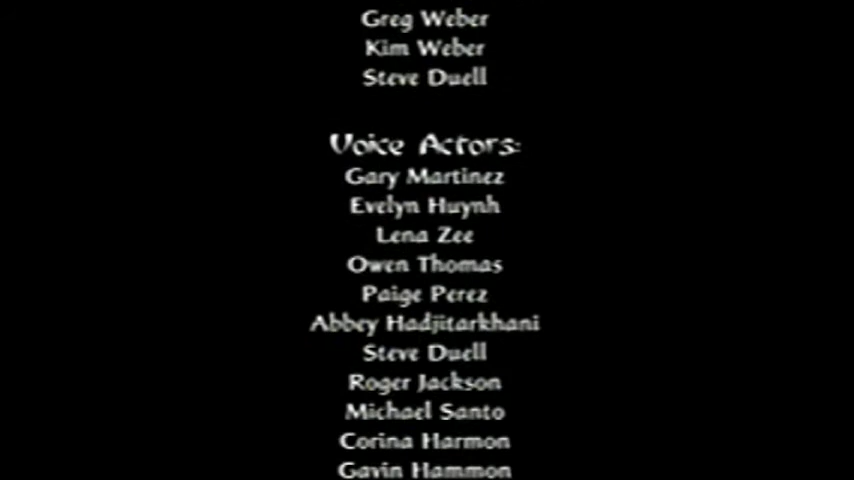 Greg Weber
Kim Weber
Steve Duell
Voice Actors:
Gary Martinez
Evelyn Huynh
Lena Zee
Owen Thomas
Paige Perez
Abbey Hadjitarkhani
Steve Duell
Roger Jackson
Michael Santo
Corina Harmon
Gavin Hammon